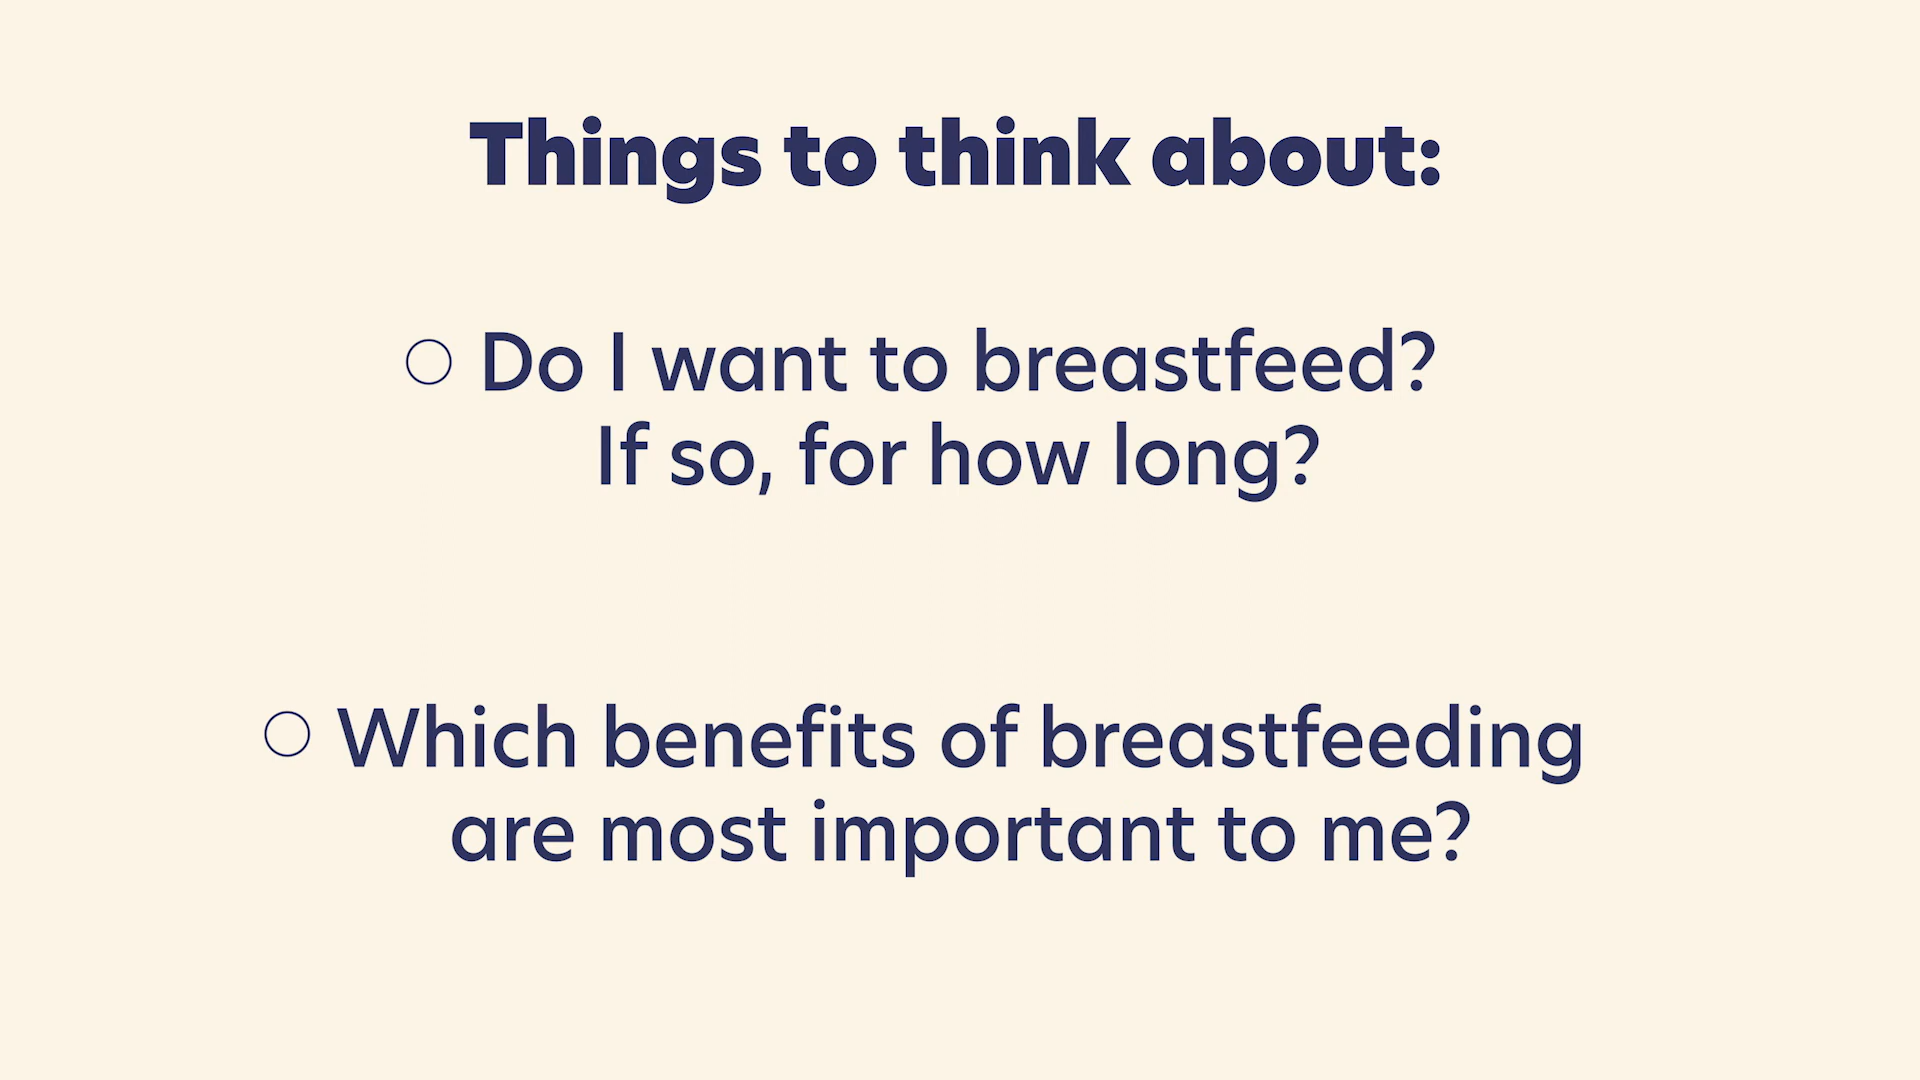 Things to think about:
Do I want to breastfeed?
If so, for how long?
Which benefits of breastfeeding
are most important to me?